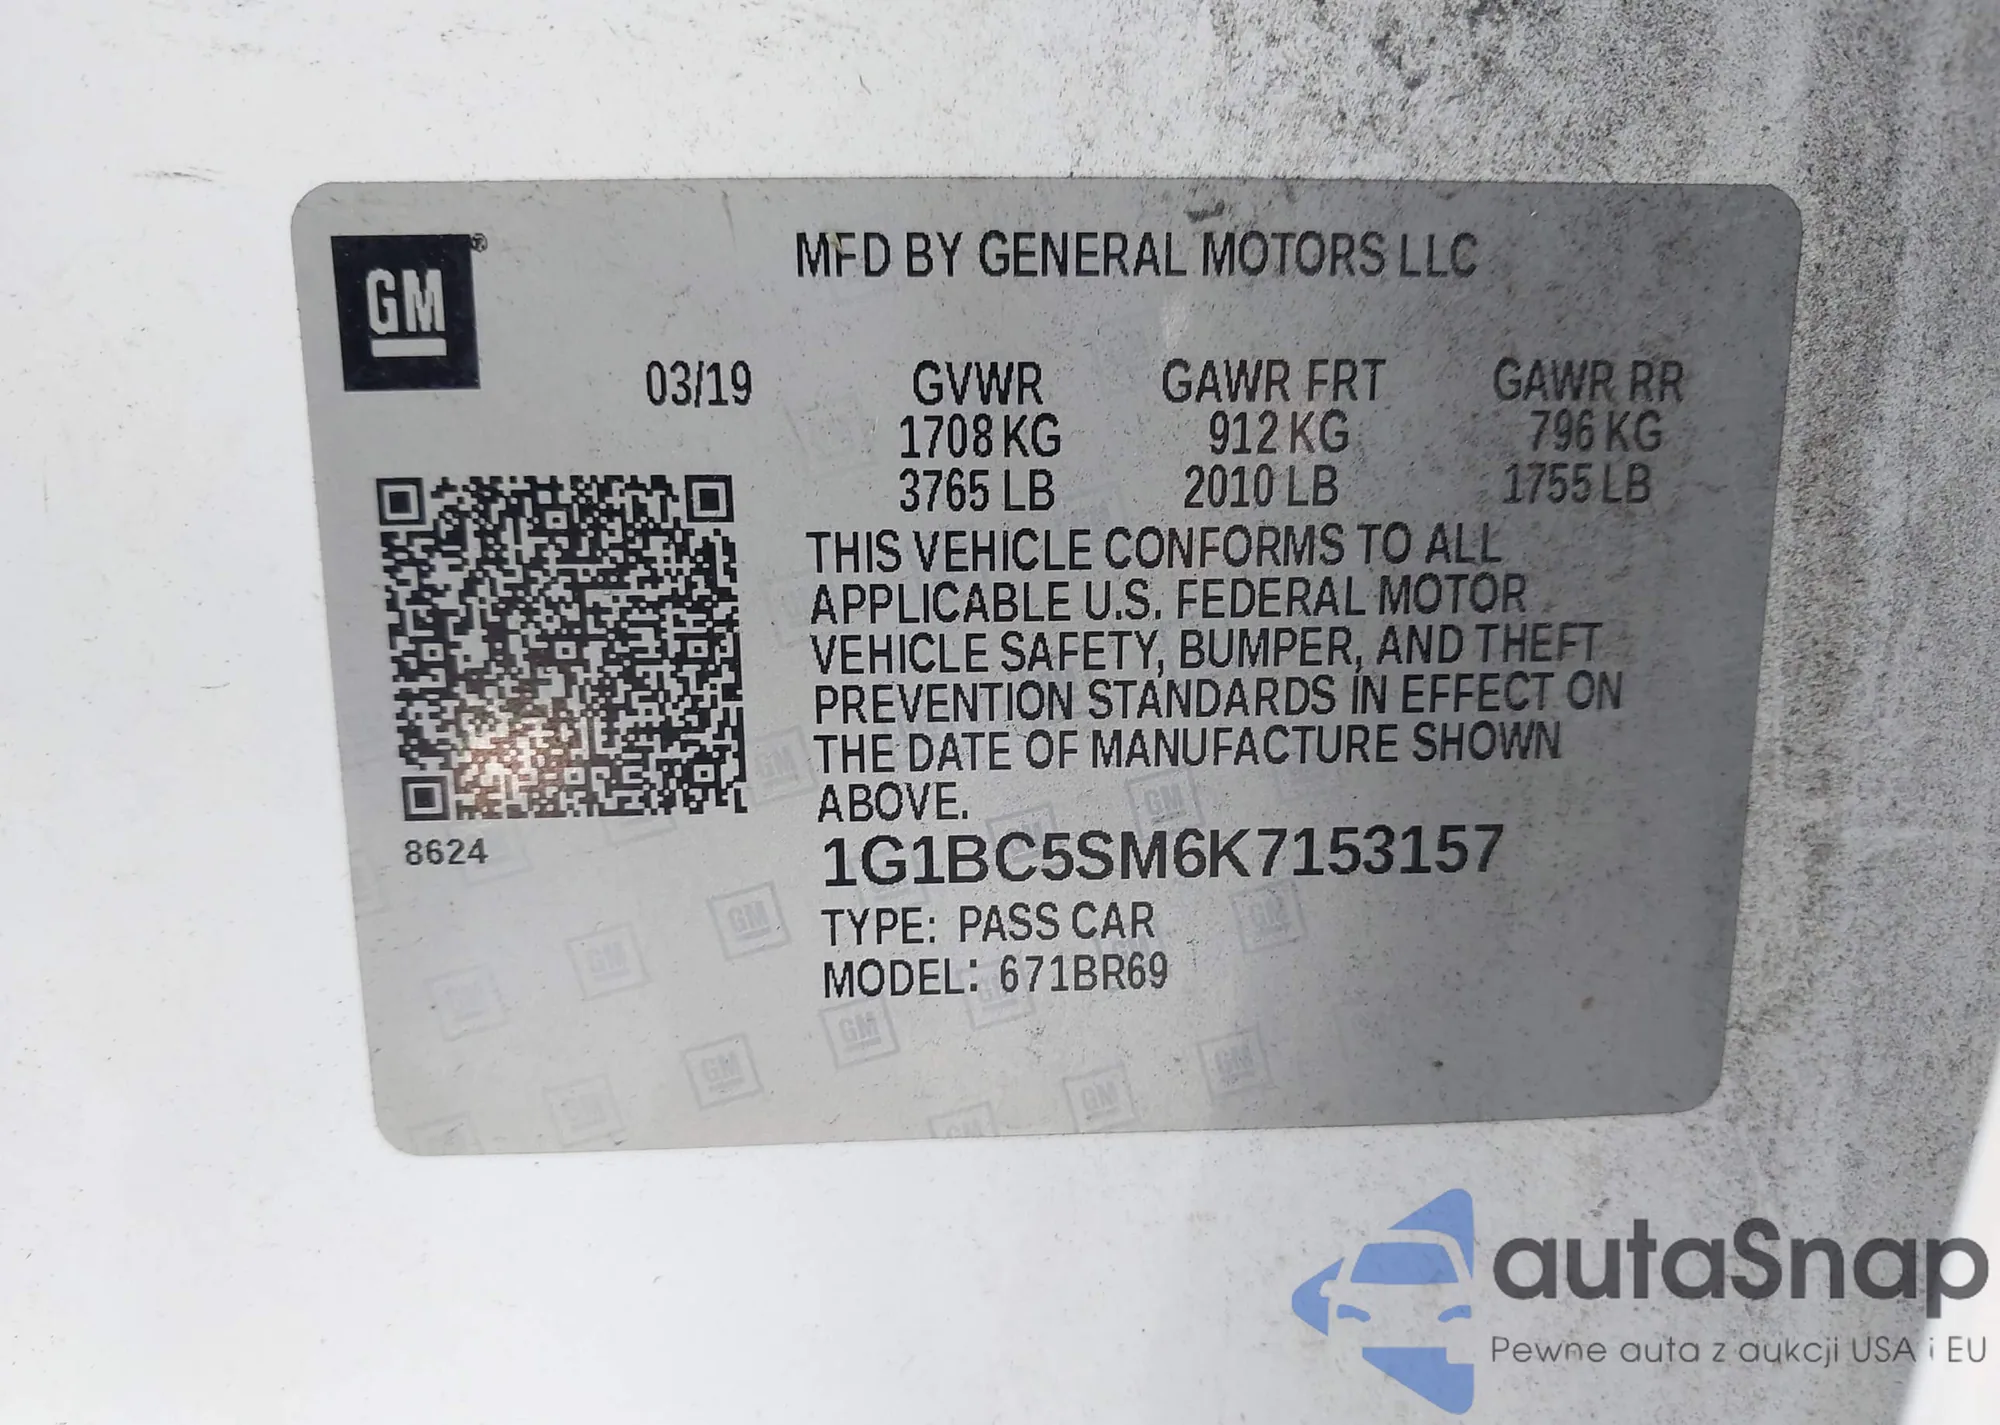 GM®
MFD BY GENERAL MOTORS LLC
03/19 GVWR GAWR FRT GAWR RR
1708 KG 912 KG 796 KG
3765 LB 2010 LB 1755 LB
THIS VEHICLE CONFORMS TO ALL
APPLICABLE U.S. FEDERAL MOTOR
VEHICLE SAFETY, BUMPER, AND THEFT
PREVENTION STANDARDS IN EFFECT ON
THE DATE OF MANUFACTURE SHOWN
ABOVE.
8624
1G1BC5SM6K7153157
TYPE: PASS CAR
MODEL: 671BR69
autaSnap
Pewne auta z aukcji USA i EU